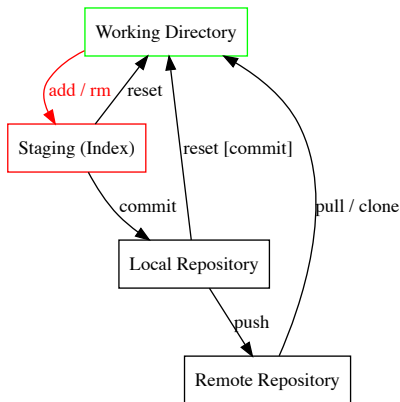 Working Directory
add / rm
reset
Staging (Index)
reset [commit]
commit
pull / clone
Local Repository
push
Remote Repository